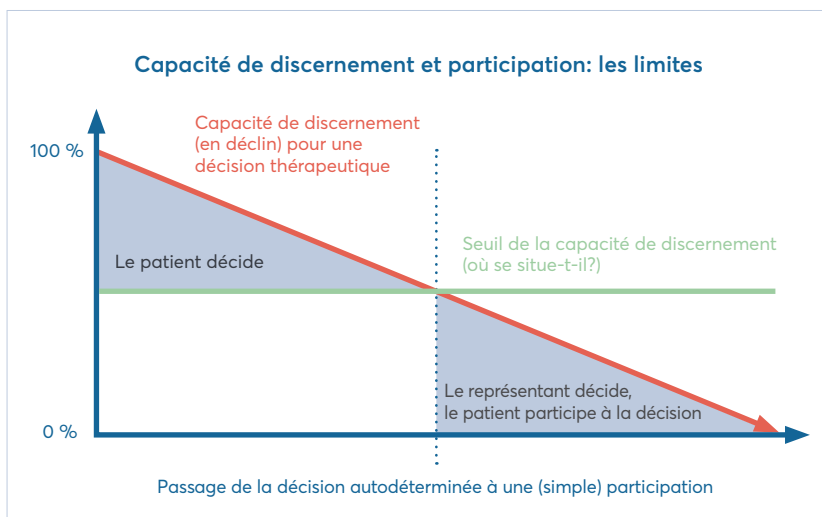 Capacité de discernement et participation: les limites
Capacité de discernement
(en déclin) pour une
décision thérapeutique
100 %
Seuil de la capacité de discernement
(où se situe-t-il?)
Le patient décide
Le représentant décide,
le patient participe à la décision
0 %
Passage de la décision autodéterminée à une (simple) participation